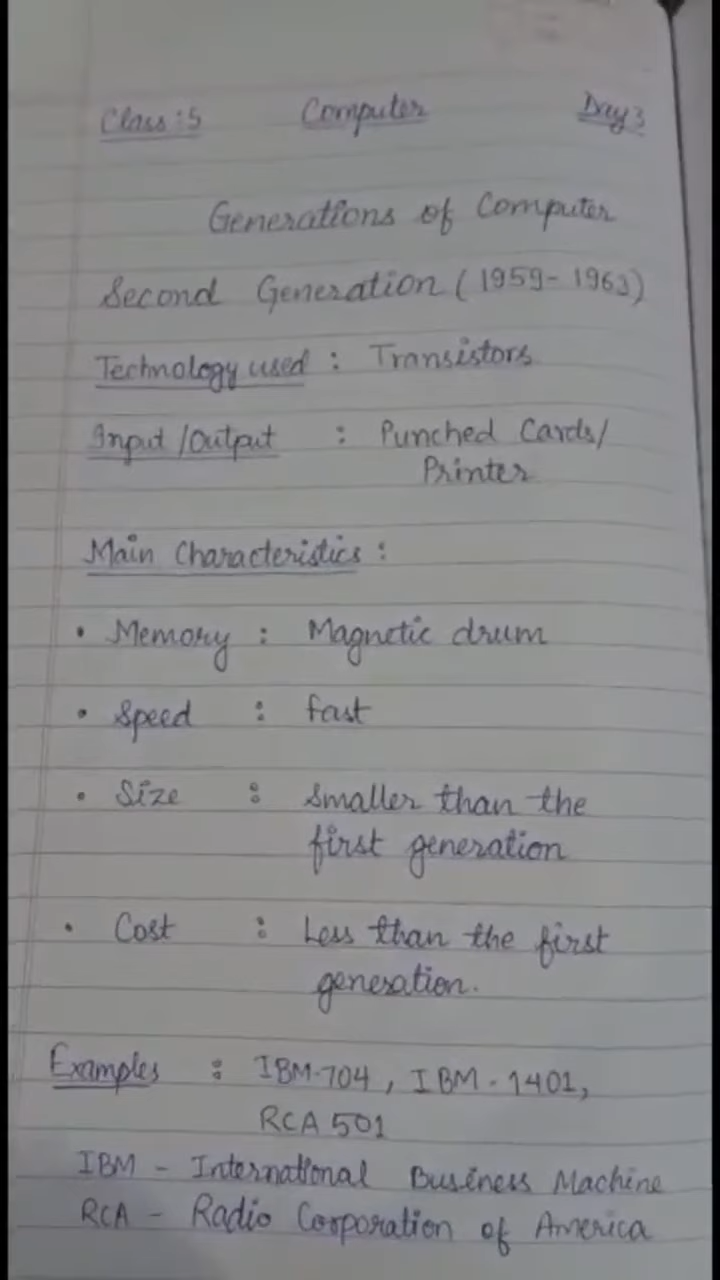 Class : 5 Computer Day 3
Generations of Computer
Second Generation (1959-1963)
Technology used : Transistors
Input /Output : Punched Cards/
Printer
Main Characteristics :
• Memory : Magnetic drum
• Speed : fast
• Size : Smaller than the
first generation
• Cost : Less than the first
generation.
Examples : IBM-704, IBM-1401,
RCA 501
IBM - International Business Machine
RCA - Radio Corporation of America